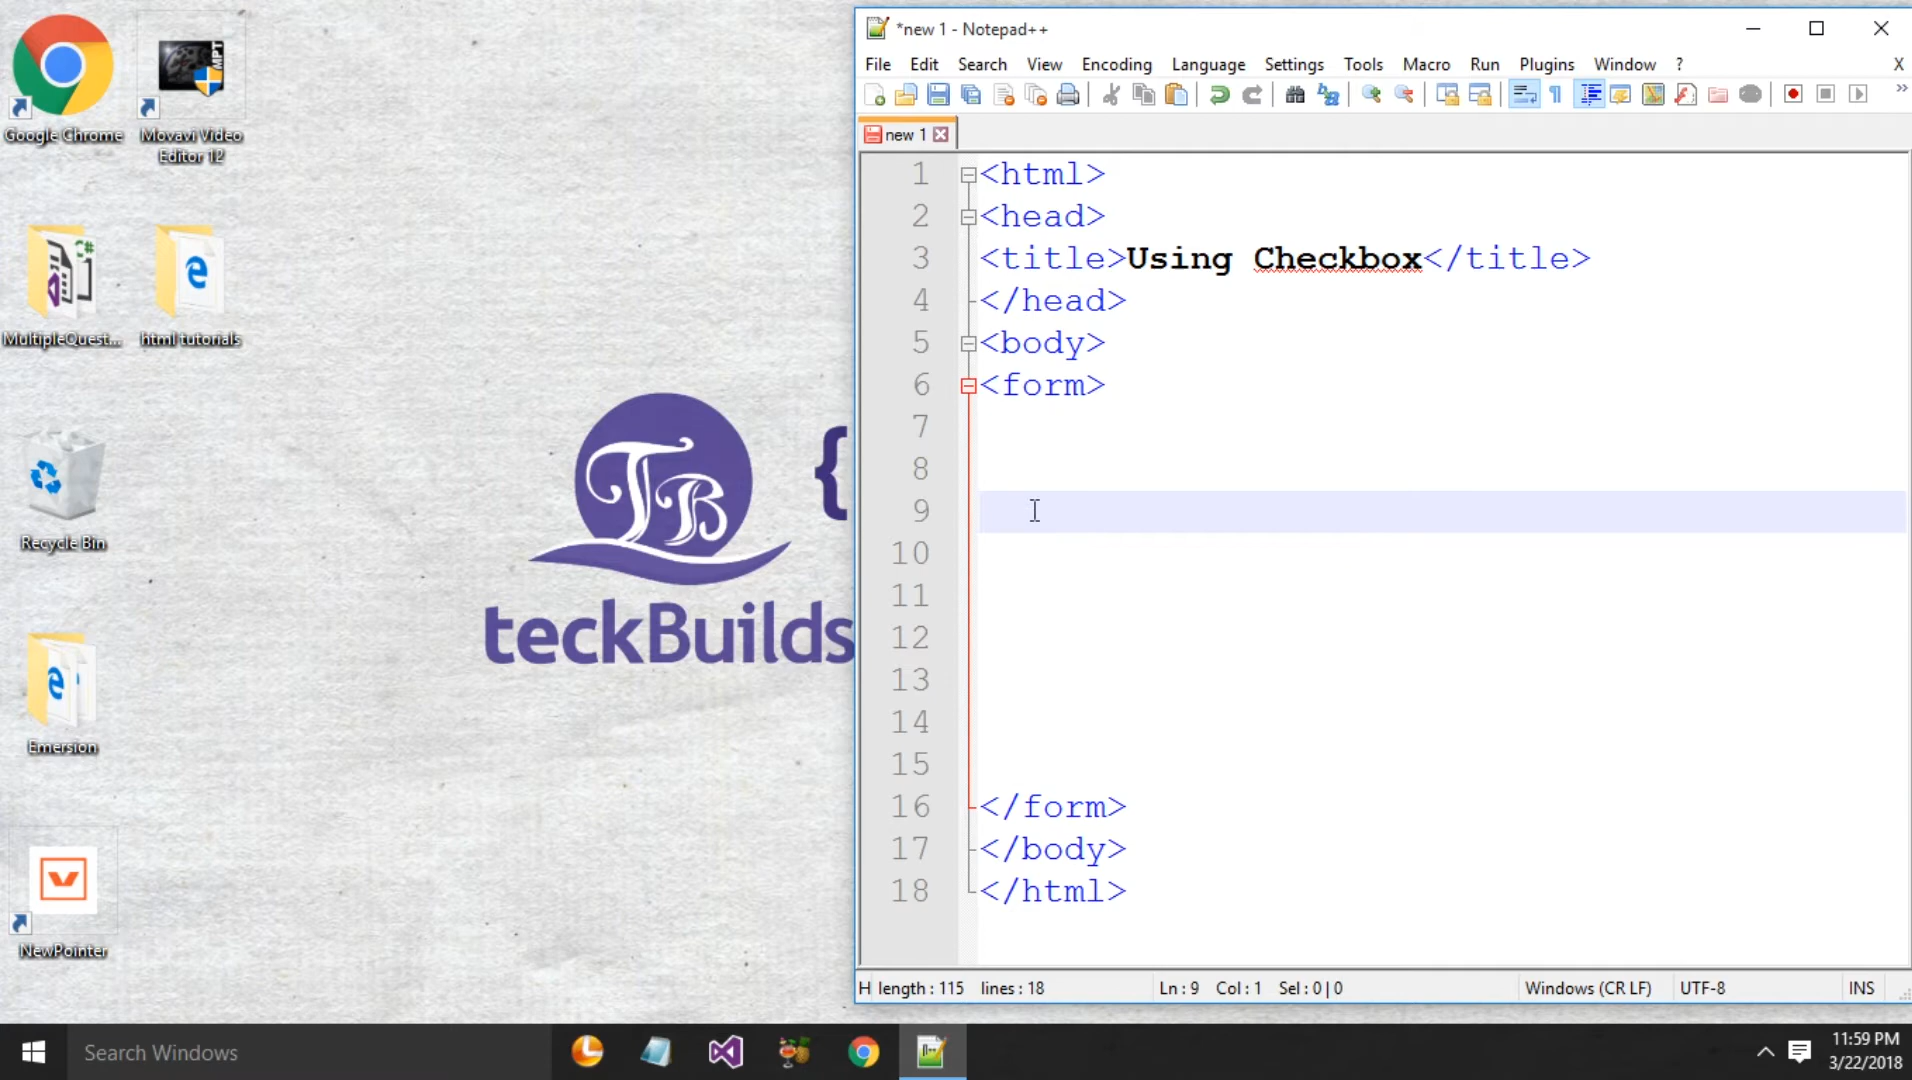 Google Chrome
Movavi Video
Editor 12
MultipleQuest...
html tutorials
Recycle Bin
Emersion
NewPointer
TB
{
teckBuilds
*new 1 - Notepad++
File Edit Search View Encoding Language Settings Tools Macro Run Plugins Window ? X
new 1
1 <html>
2 <head>
3 <title>Using Checkbox</title>
4 </head>
5 <body>
6 <form>
7
8
9
10
11
12
13
14
15
16 </form>
17 </body>
18 </html>
H length : 115 lines : 18 Ln : 9 Col : 1 Sel : 0 | 0 Windows (CR LF) UTF-8 INS
Search Windows
11:59 PM
3/22/2018